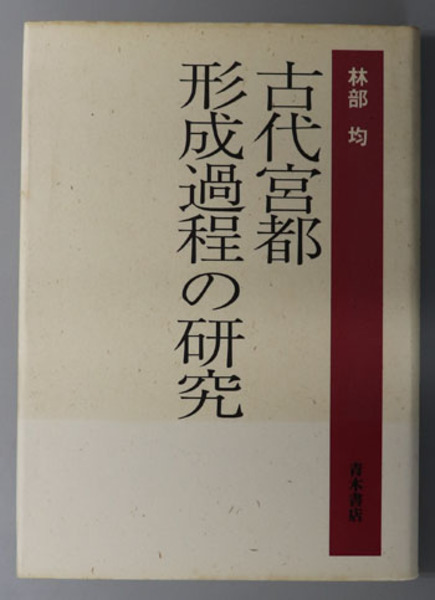 林部 均
古代宮都
形成過程の研究
青木書店